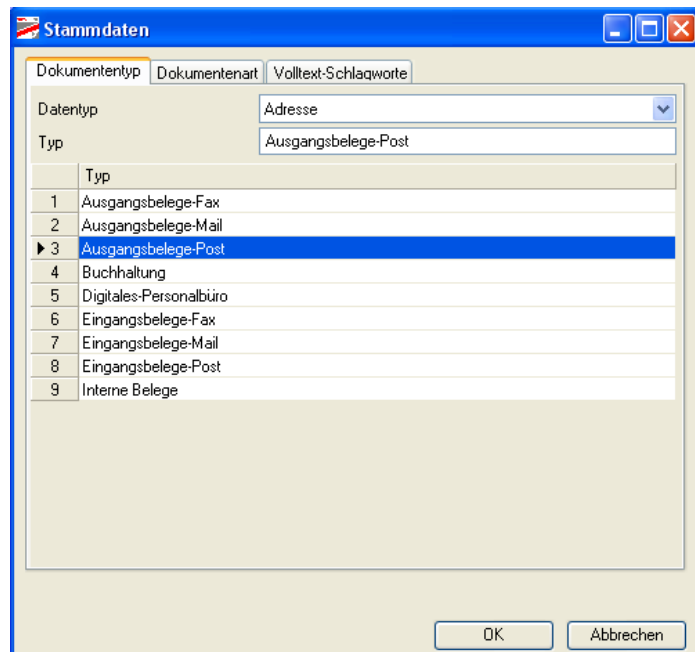 Stammdaten
Dokumententyp Dokumentenart Volltext-Schlagworte
Datentyp Adresse
Typ Ausgangsbelege-Post
Typ
1 Ausgangsbelege-Fax
2 Ausgangsbelege-Mail
3 Ausgangsbelege-Post
4 Buchhaltung
5 Digitales-Personalbüro
6 Eingangsbelege-Fax
7 Eingangsbelege-Mail
8 Eingangsbelege-Post
9 Interne Belege
OK Abbrechen